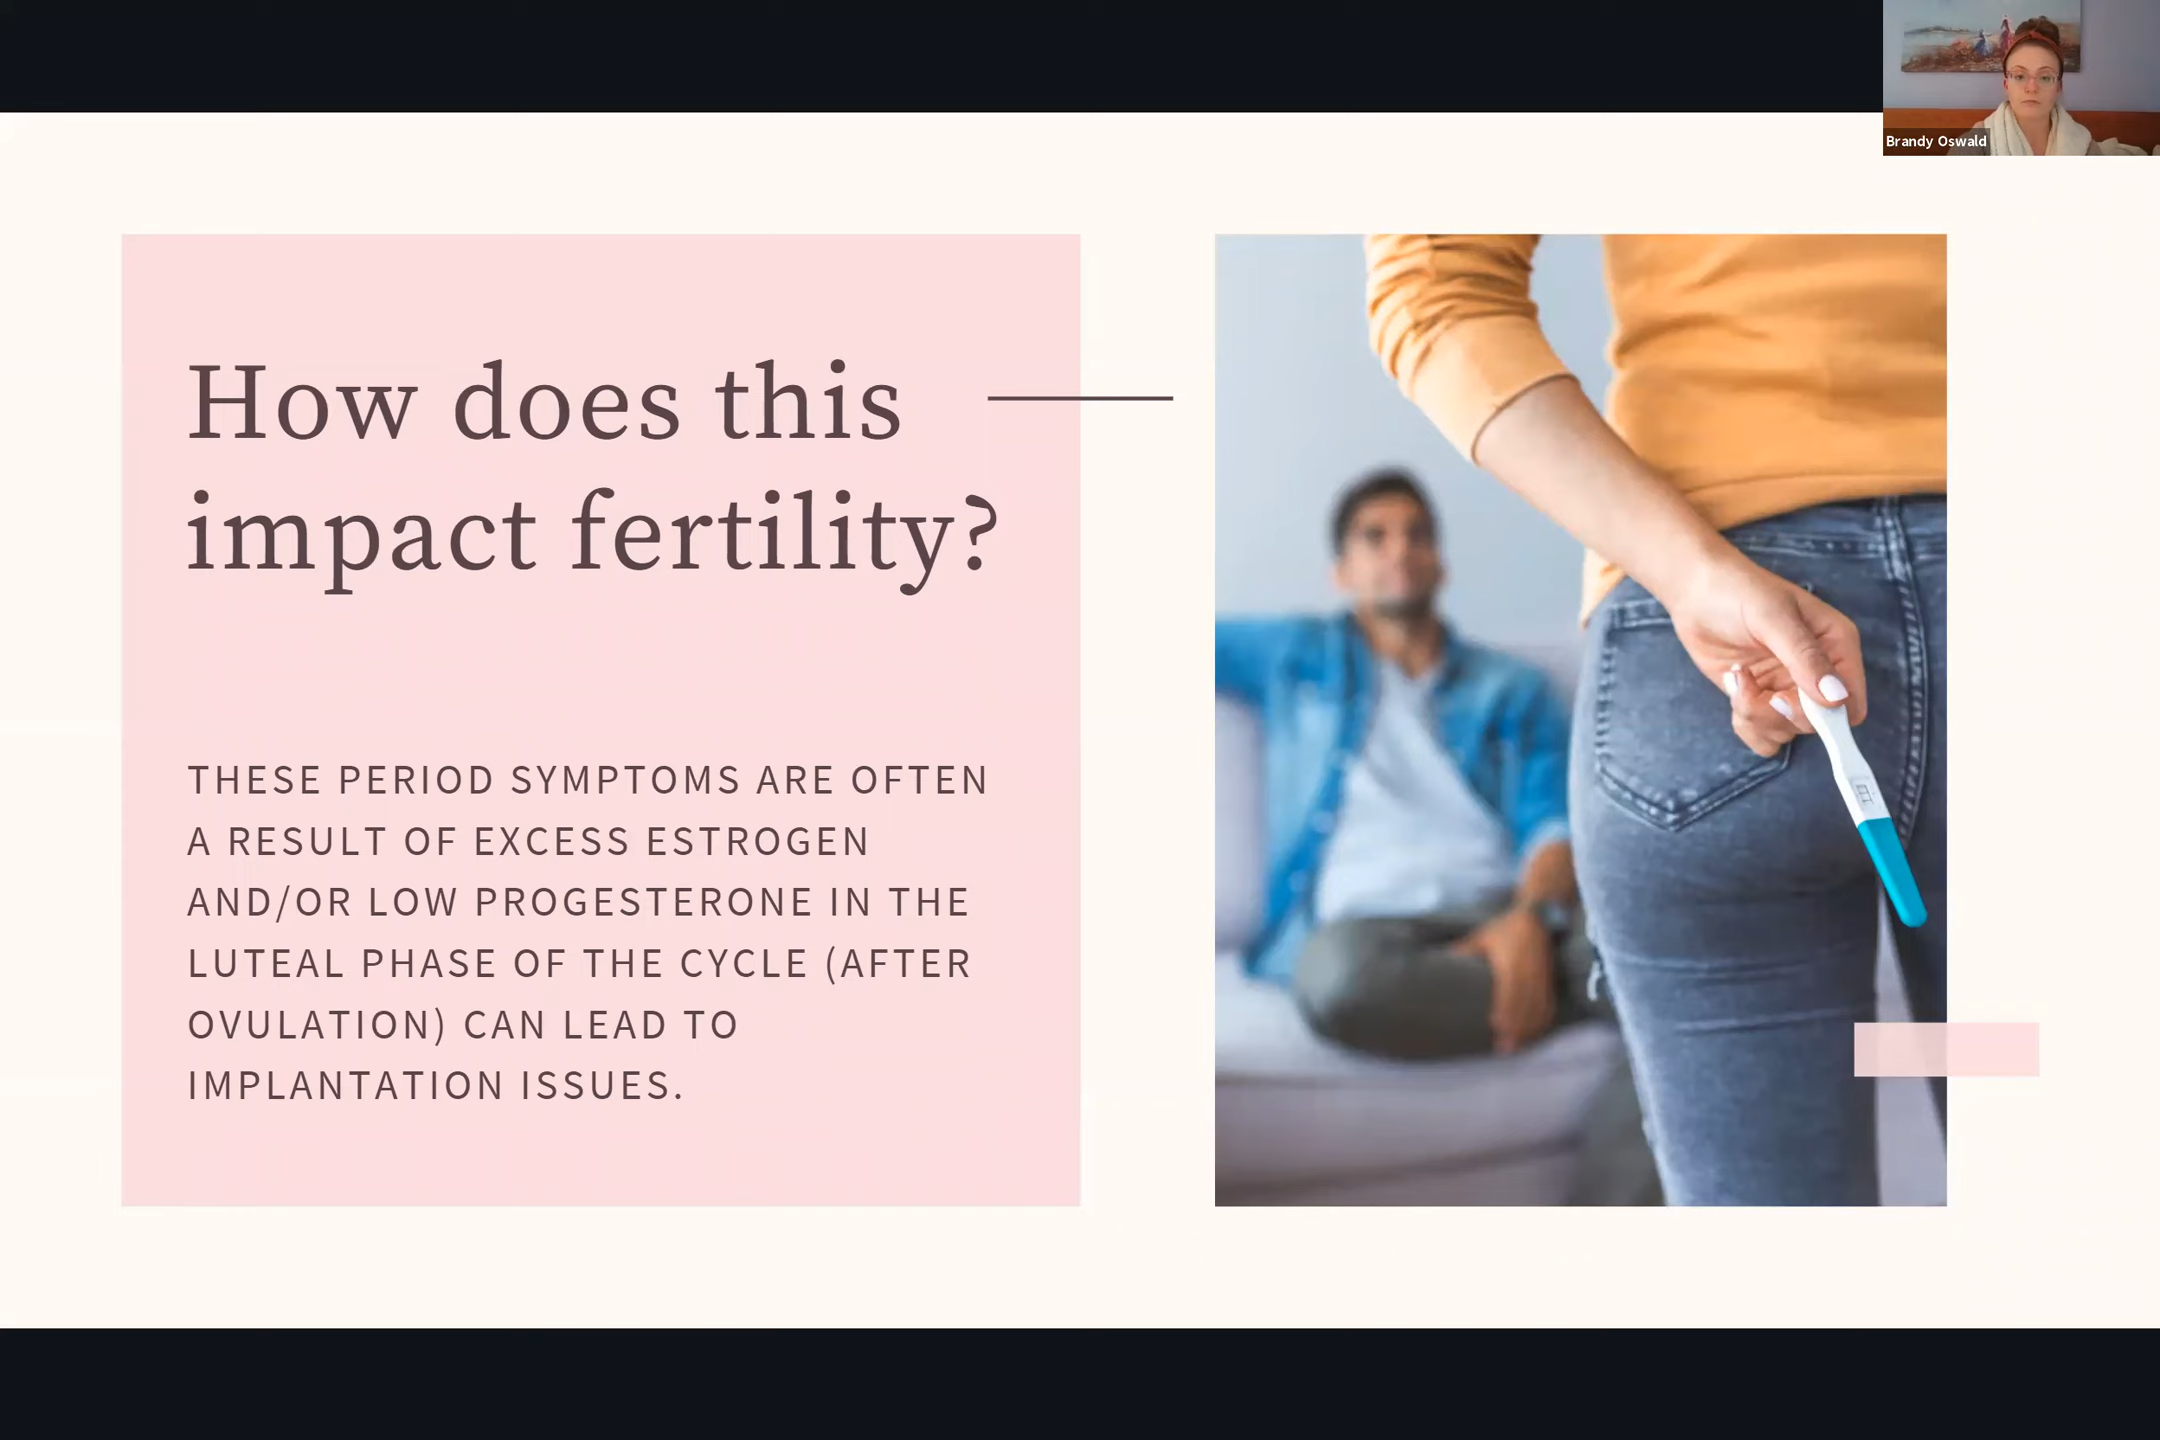 Brandy Oswald
How does this
impact fertility?
THESE PERIOD SYMPTOMS ARE OFTEN
A RESULT OF EXCESS ESTROGEN
AND/OR LOW PROGESTERONE IN THE
LUTEAL PHASE OF THE CYCLE (AFTER
OVULATION) CAN LEAD TO
IMPLANTATION ISSUES.